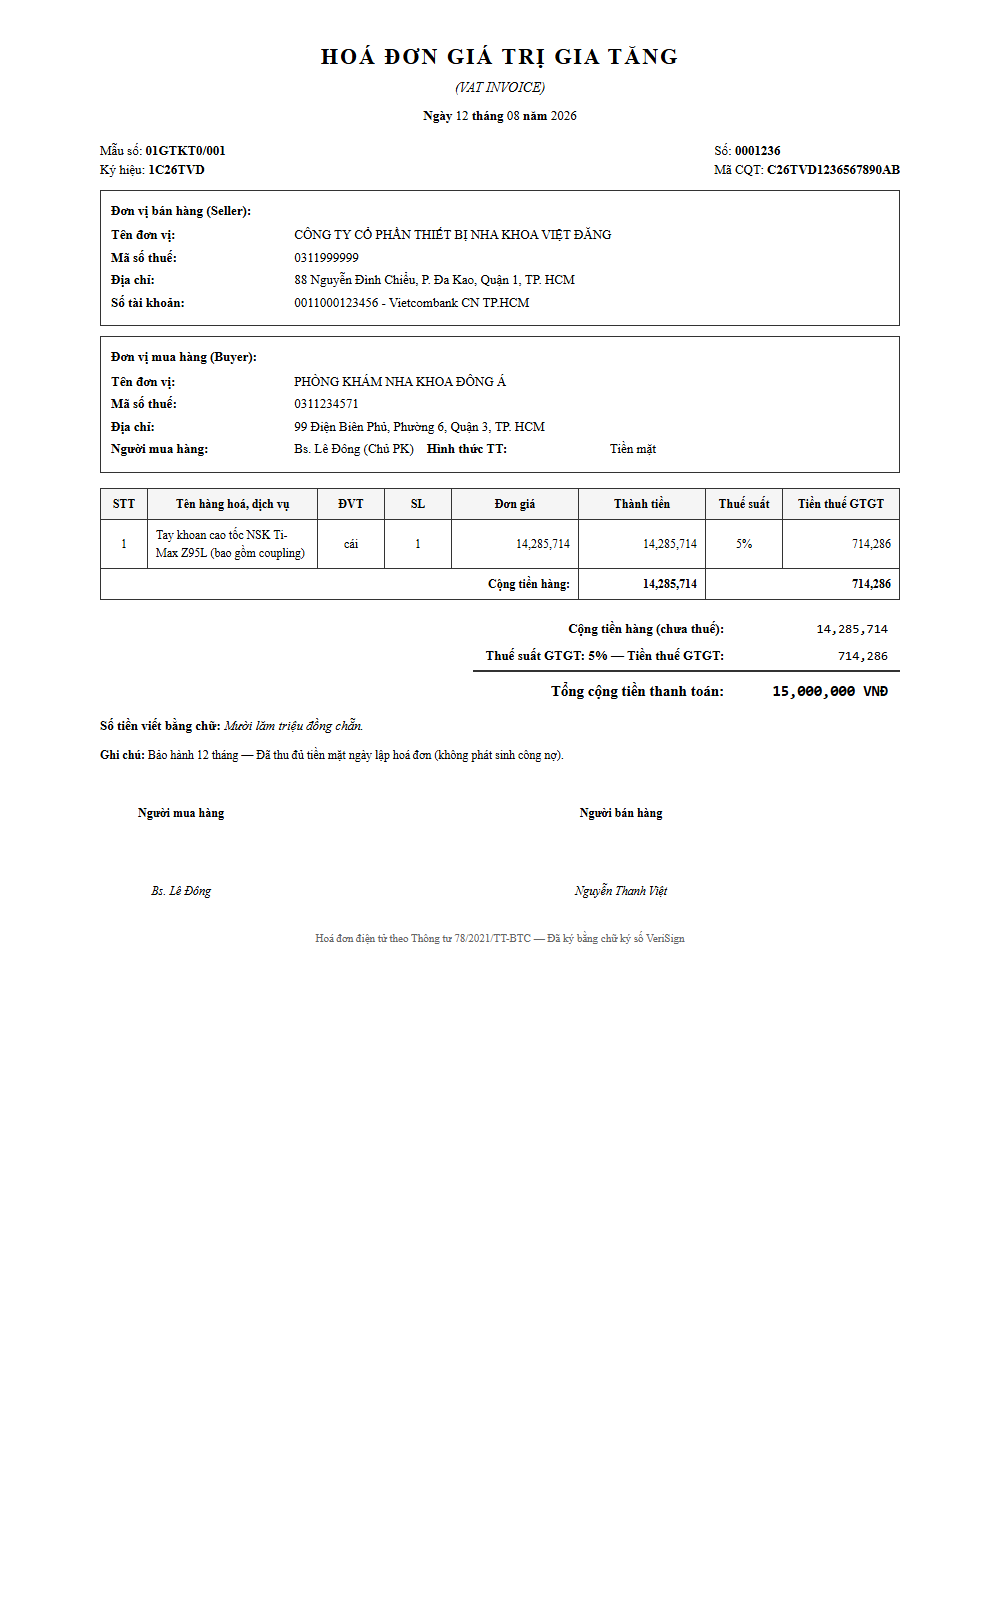 HOÁ ĐƠN GIÁ TRỊ GIA TĂNG
(VAT INVOICE)
Ngày 12 tháng 08 năm 2026
Mẫu số: 01GTKT0/001
Ký hiệu: 1C26TVD
Số: 0001236
Mã CQT: C26TVD1236567890AB
Đơn vị bán hàng (Seller):
Tên đơn vị: CÔNG TY CỔ PHẦN THIẾT BỊ NHA KHOA VIỆT ĐĂNG
Mã số thuế: 0311999999
Địa chỉ: 88 Nguyễn Đình Chiểu, P. Đa Kao, Quận 1, TP. HCM
Số tài khoản: 0011000123456 - Vietcombank CN TP.HCM
Đơn vị mua hàng (Buyer):
Tên đơn vị: PHÒNG KHÁM NHA KHOA ĐÔNG Á
Mã số thuế: 0311234571
Địa chỉ: 99 Điện Biên Phủ, Phường 6, Quận 3, TP. HCM
Người mua hàng: Bs. Lê Đông (Chủ PK) Hình thức TT: Tiền mặt
STT Tên hàng hoá, dịch vụ ĐVT SL Đơn giá Thành tiền Thuế suất Tiền thuế GTGT
1 Tay khoan cao tốc NSK Ti-
Max Z95L (bao gồm coupling) cái 1 14,285,714 14,285,714 5% 714,286
Cộng tiền hàng: 14,285,714 714,286
Cộng tiền hàng (chưa thuế): 14,285,714
Thuế suất GTGT: 5% — Tiền thuế GTGT: 714,286
Tổng cộng tiền thanh toán: 15,000,000 VNĐ
Số tiền viết bằng chữ: Mười lăm triệu đồng chẵn.
Ghi chú: Bảo hành 12 tháng — Đã thu đủ tiền mặt ngày lập hoá đơn (không phát sinh công nợ).
Người mua hàng
Người bán hàng
Bs. Lê Đông
Nguyễn Thanh Việt
Hoá đơn điện tử theo Thông tư 78/2021/TT-BTC — Đã ký bằng chữ ký số VeriSign